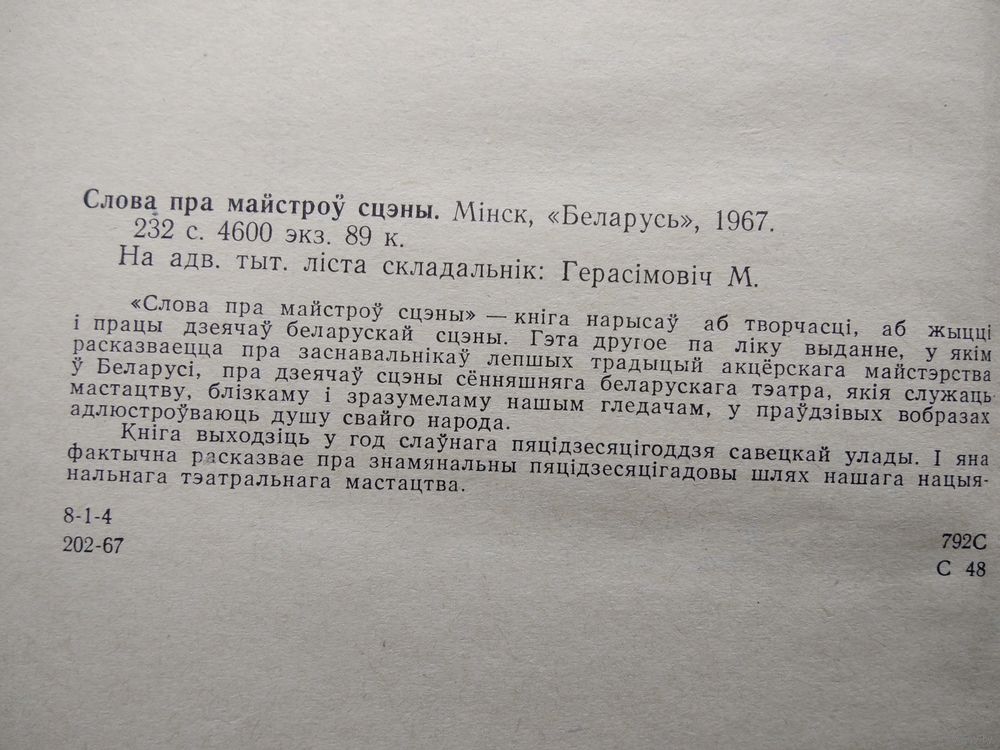 Слова пра майстроў сцэны. Мінск, «Беларусь», 1967.
232 с. 4600 экз. 89 к.
На адв. тыт. ліста складальнік: Герасімовіч М.
«Слова пра майстроў сцэны» — кніга нарысаў аб творчасці, аб жыцці
і працы дзеячаў беларускай сцэны. Гэта другое па ліку выданне, у якім
расказваецца пра заснавальнікаў лепшых традыцый акцёрскага майстэрства
ў Беларусі, пра дзеячаў сцэны сённяшняга беларускага тэатра, якія служаць
мастацтву, блізкаму і зразумеламу нашым гледачам, у праўдзівых вобразах
адлюстроўваюць душу свайго народа.
Кніга выходзіць у год слаўнага пяцідзесяцігоддзя савецкай улады. І яна
фактычна расказвае пра знамянальны пяцідзесяцігадовы шлях нашага нацыя-
нальнага тэатральнага мастацтва.
8-1-4
202-67
792С
С 48